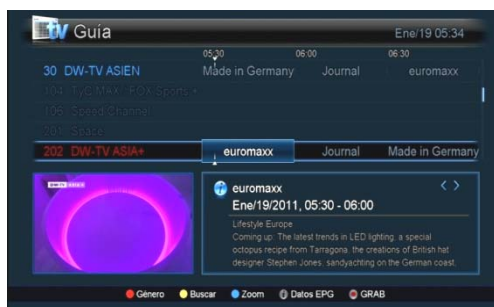 tv Guía Ene/19 05:34
05:30 06:00 06:30
30 DW-TV ASIEN Made in Germany Journal euromaxx
104 TyC MAX FOX Sports +
106 Speed Channel
201 Space
202 DW-TV ASIA+ euromaxx Journal Made in Germany
DW-TV
euromaxx
Ene/19/2011, 05:30 - 06:00
Lifestyle Europe
Coming up: The latest trends in LED lighting, a special
octopus recipe from Tarragona, the creations of British hat
designer Stephen Jones, sandyachting on the German coast.
Género Buscar Zoom Datos EPG GRAB